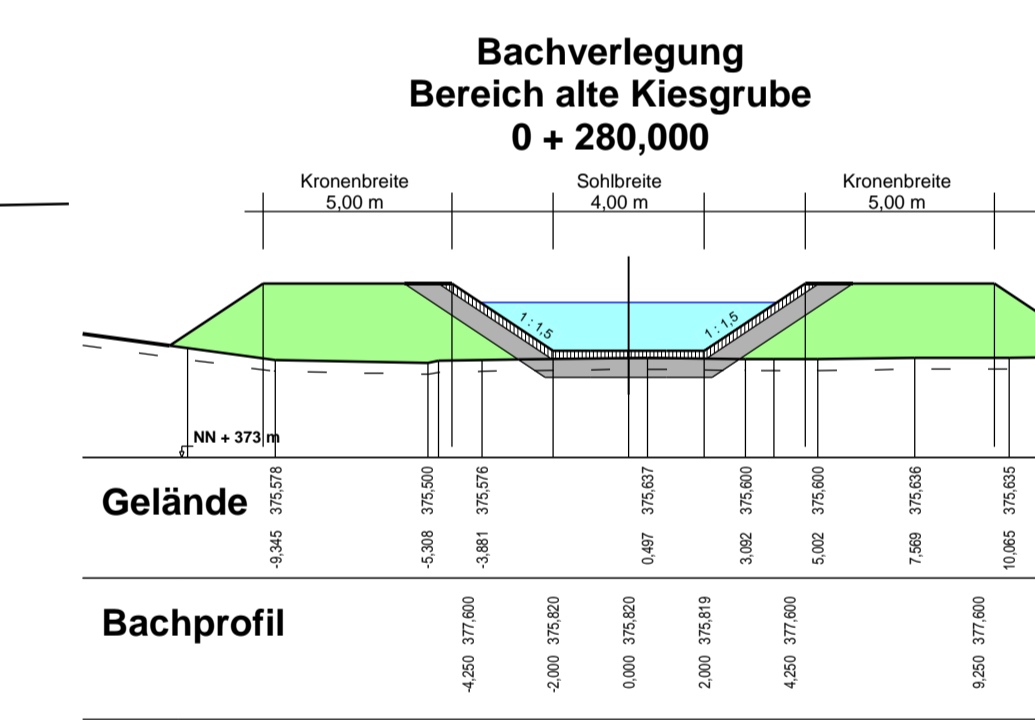 Bachverlegung
Bereich alte Kiesgrube
0 + 280,000
Kronenbreite
5,00 m
Sohlbreite
4,00 m
Kronenbreite
5,00 m
1 : 1,5
1 : 1,5
NN + 373 m
Gelände
375,578
375,500
375,576
375,637
375,600
375,600
375,636
375,635
-9,345
-5,308
-3,881
0,497
3,092
5,002
7,569
10,065
Bachprofil
377,600
375,820
375,820
375,819
377,600
377,600
-4,250
-2,000
0,000
2,000
4,250
9,250